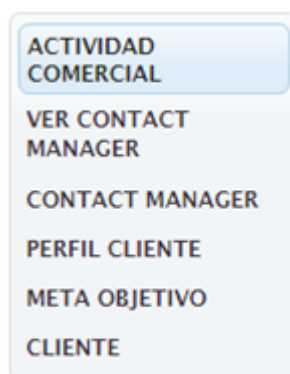 ACTIVIDAD
COMERCIAL
VER CONTACT
MANAGER
CONTACT MANAGER
PERFIL CLIENTE
META OBJETIVO
CLIENTE